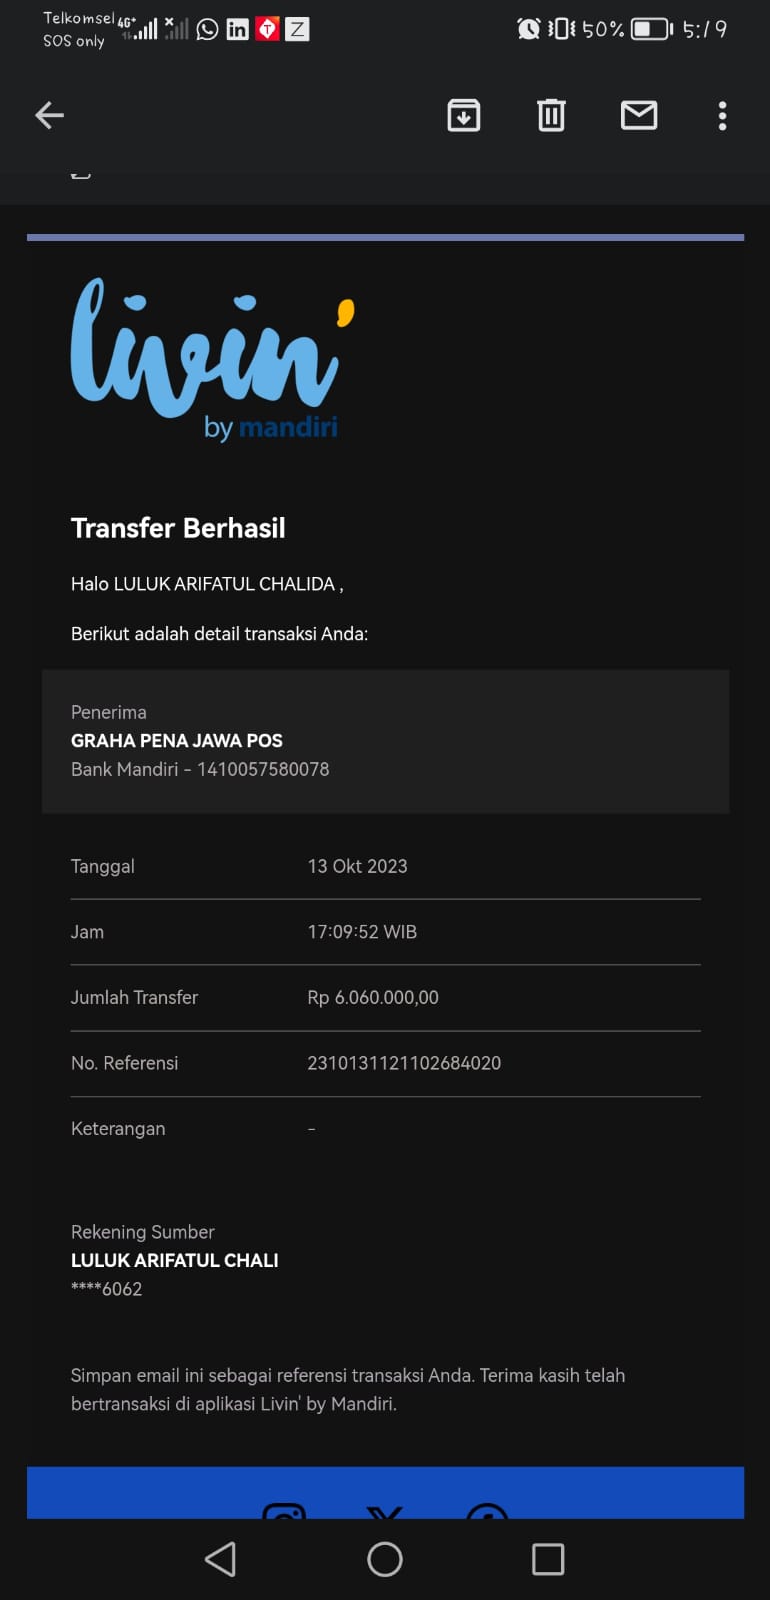 Telkomsel 4G+
SOS only
50% 5:19
livin'
by mandiri
Transfer Berhasil
Halo LULUK ARIFATUL CHALIDA ,
Berikut adalah detail transaksi Anda:
Penerima
GRAHA PENA JAWA POS
Bank Mandiri - 1410057580078
Tanggal 13 Okt 2023
Jam 17:09:52 WIB
Jumlah Transfer Rp 6.060.000,00
No. Referensi 2310131121102684020
Keterangan -
Rekening Sumber
LULUK ARIFATUL CHALI
****6062
Simpan email ini sebagai referensi transaksi Anda. Terima kasih telah
bertransaksi di aplikasi Livin' by Mandiri.